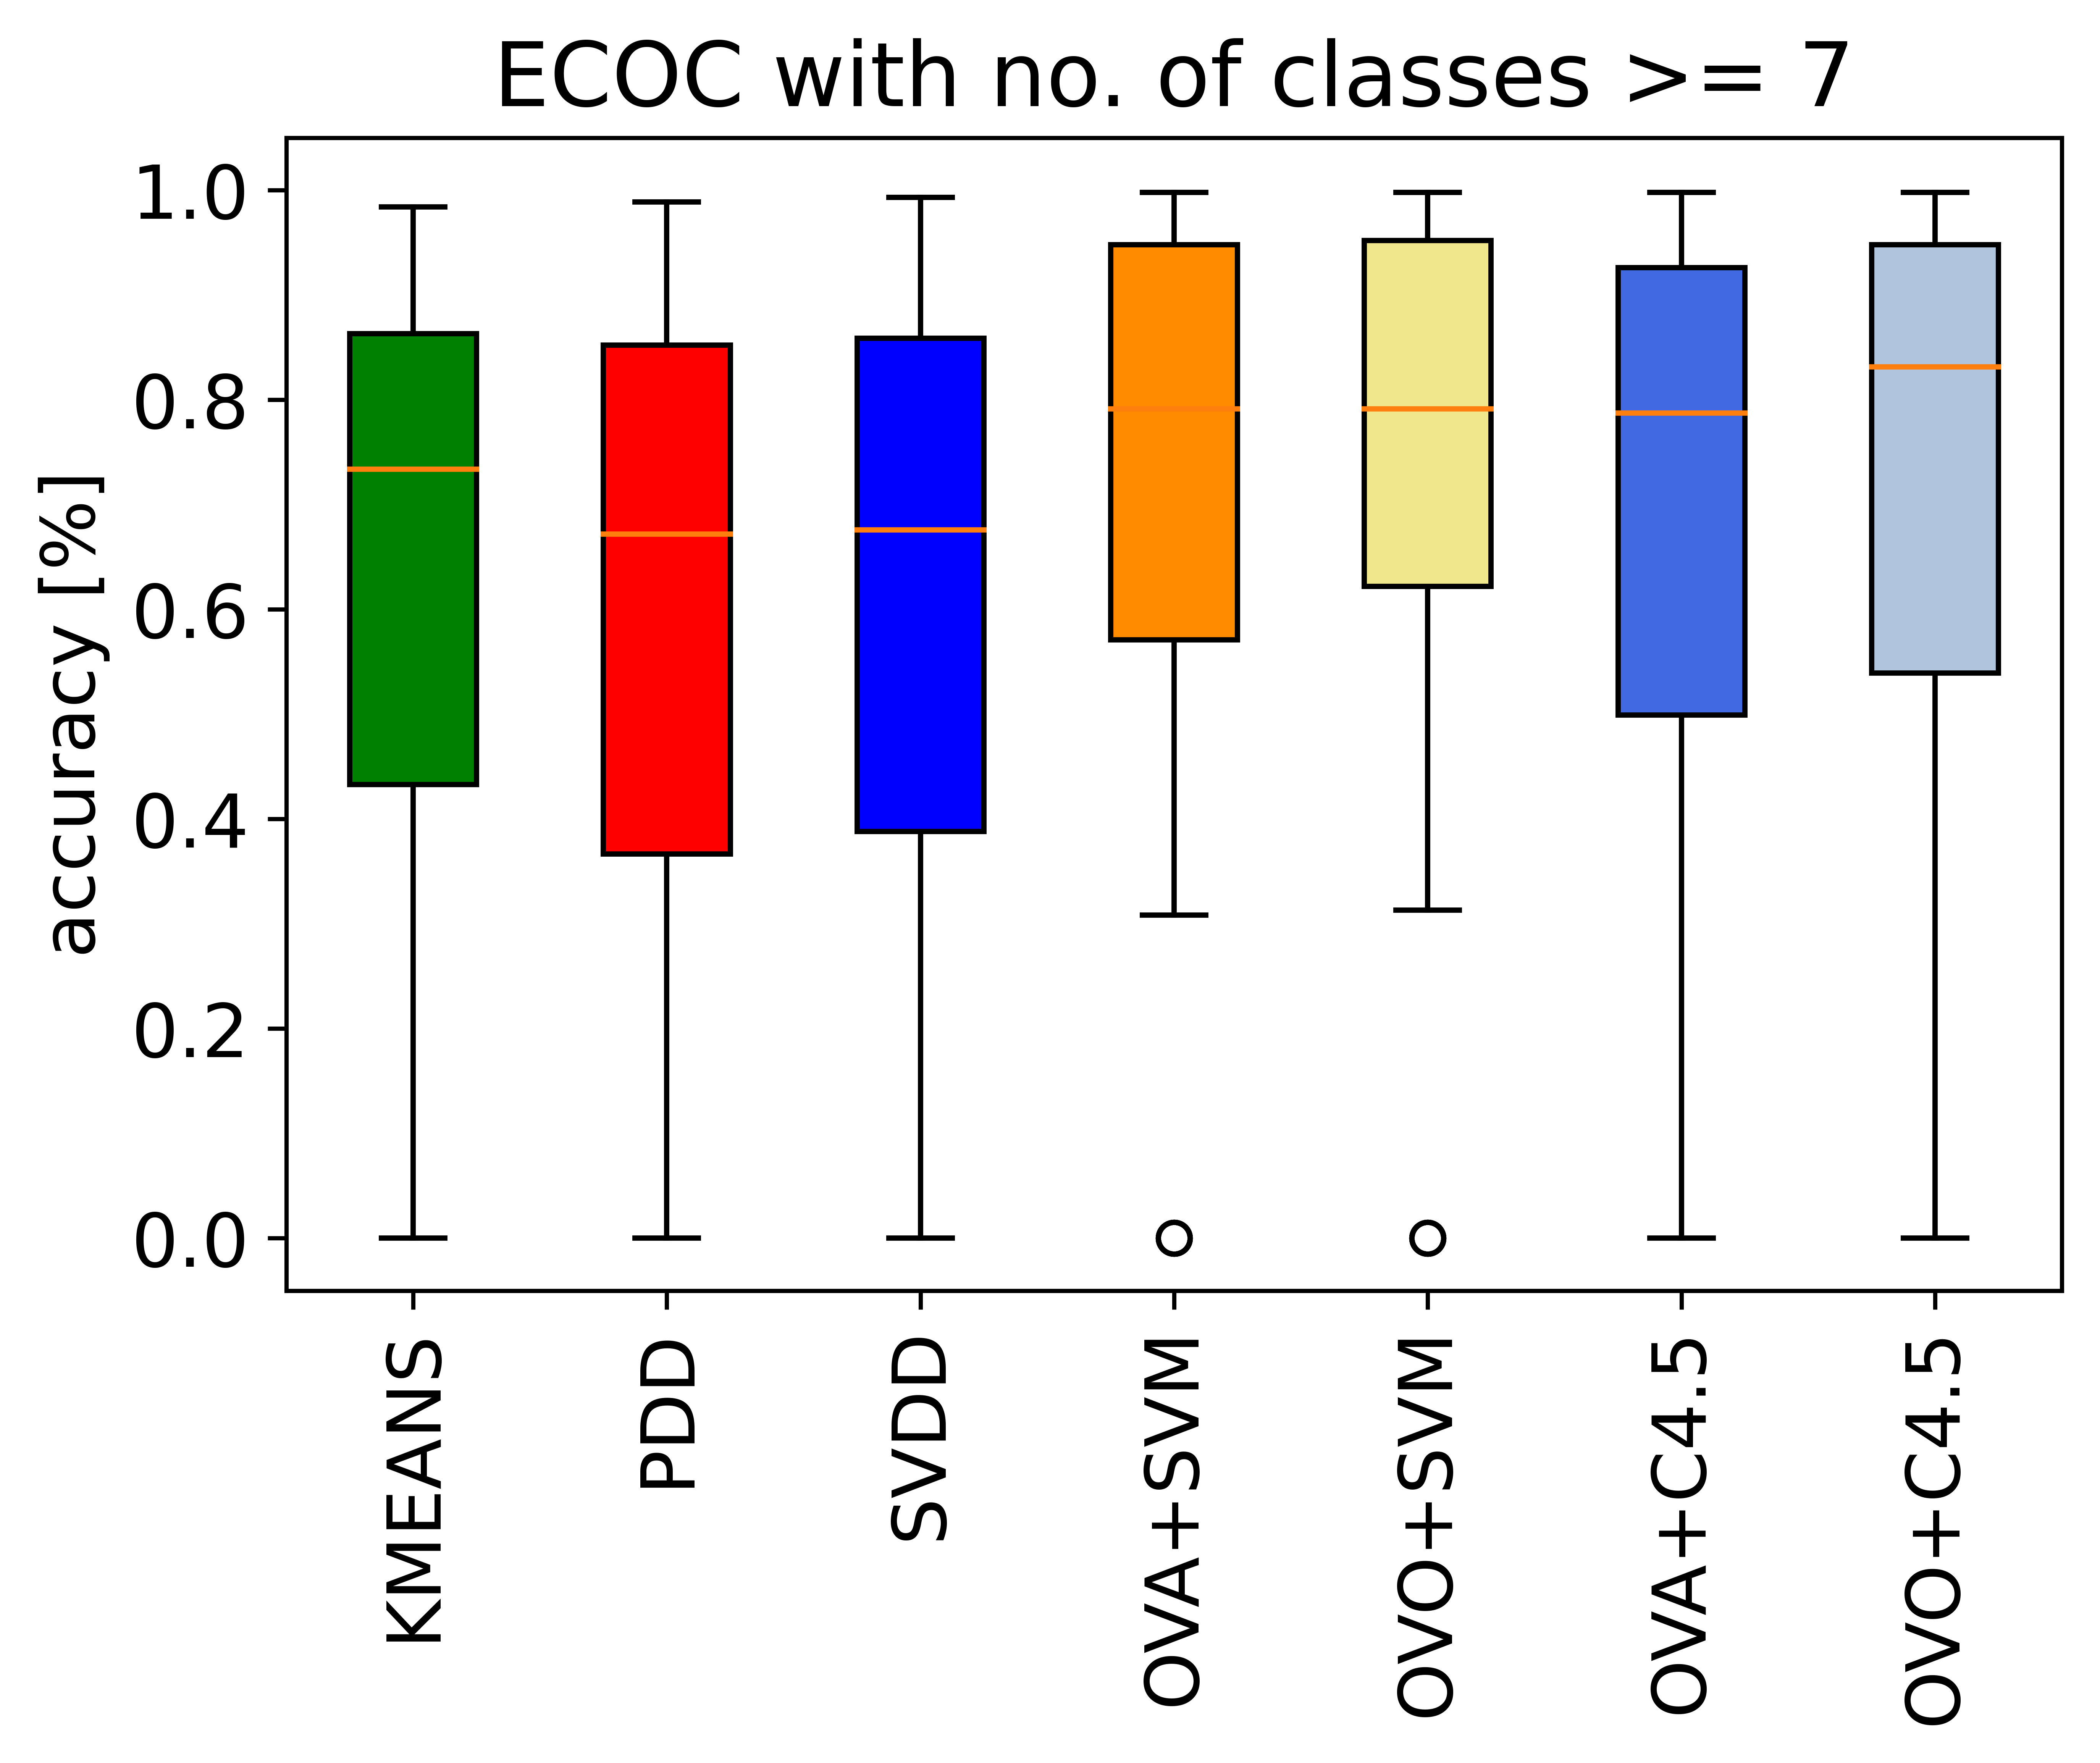 ECOC with no. of classes >= 7
accuracy [%]
1.0
0.8
0.6
0.4
0.2
0.0
KMEANS
PDD
SVDD
OVA+SVM
OVO+SVM
OVA+C4.5
OVO+C4.5